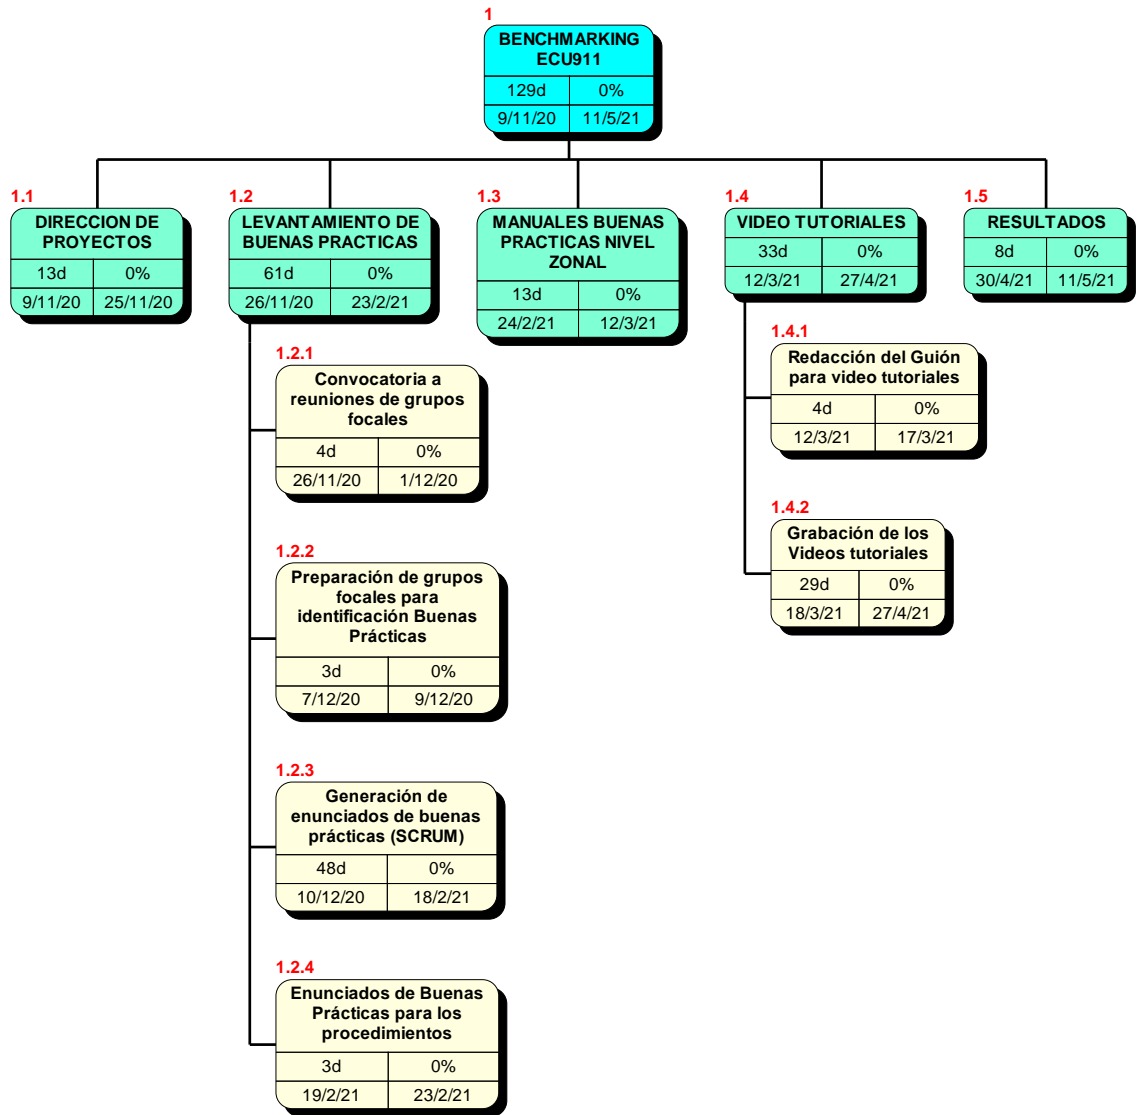 1
BENCHMARKING
ECU911
129d 0%
9/11/20 11/5/21
1.1
DIRECCION DE
PROYECTOS
13d 0%
9/11/20 25/11/20
1.2
LEVANTAMIENTO DE
BUENAS PRACTICAS
61d 0%
26/11/20 23/2/21
1.3
MANUALES BUENAS
PRACTICAS NIVEL
ZONAL
13d 0%
24/2/21 12/3/21
1.4
VIDEO TUTORIALES
33d 0%
12/3/21 27/4/21
1.5
RESULTADOS
8d 0%
30/4/21 11/5/21
1.2.1
Convocatoria a
reuniones de grupos
focales
4d 0%
26/11/20 1/12/20
1.2.2
Preparación de grupos
focales para
identificación Buenas
Prácticas
3d 0%
7/12/20 9/12/20
1.2.3
Generación de
enunciados de buenas
prácticas (SCRUM)
48d 0%
10/12/20 18/2/21
1.2.4
Enunciados de Buenas
Prácticas para los
procedimientos
3d 0%
19/2/21 23/2/21
1.4.1
Redacción del Guión
para video tutoriales
4d 0%
12/3/21 17/3/21
1.4.2
Grabación de los
Videos tutoriales
29d 0%
18/3/21 27/4/21